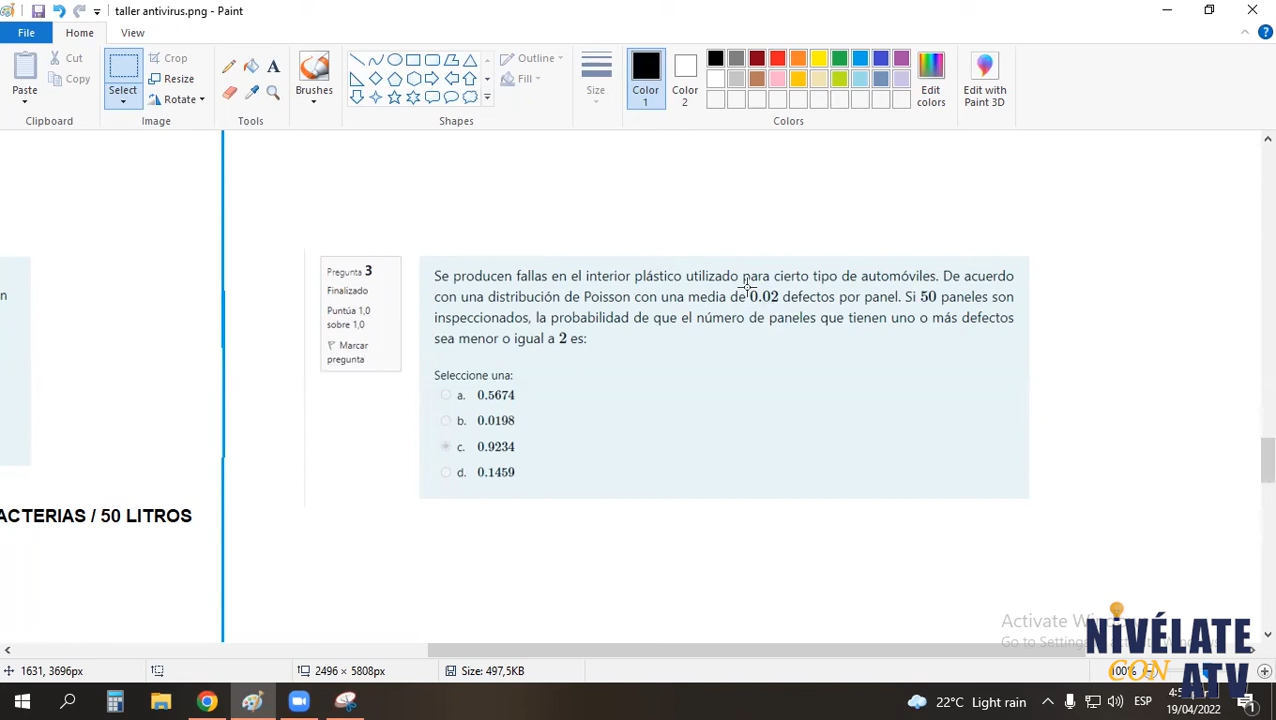 taller antivirus.png - Paint
File
Home
View
Paste
Cut
Copy
Clipboard
Select
Crop
Resize
Rotate
Image
A
Tools
Brushes
Outline
Fill
Shapes
Size
Color
1
Color
2
Edit
colors
Colors
Edit with
Paint 3D
n
ACTERIAS / 50 LITROS
Pregunta 3
Finalizado
Puntúa 1,0
sobre 1,0
Marcar
pregunta
Se producen fallas en el interior plástico utilizado para cierto tipo de automóviles. De acuerdo
con una distribución de Poisson con una media de 0.02 defectos por panel. Si 50 paneles son
inspeccionados, la probabilidad de que el número de paneles que tienen uno o más defectos
sea menor o igual a 2 es:
Seleccione una:
a. 0.5674
b. 0.0198
c. 0.9234
d. 0.1459
Activate
Go to Settings
NIVÉLATE
CON
ATV
1631, 3696px
2496 × 5808px
Size: 497,5KB
100%
22°C Light rain
ESP
19/04/2022
1